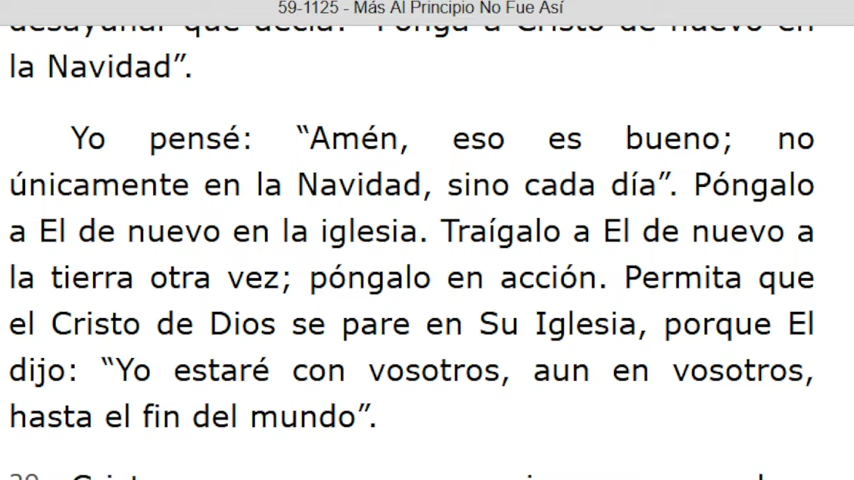 59-1125 - Más Al Principio No Fue Así
la Navidad”.
Yo pensé: “Amén, eso es bueno; no
únicamente en la Navidad, sino cada día”. Póngalo
a El de nuevo en la iglesia. Traígalo a El de nuevo a
la tierra otra vez; póngalo en acción. Permita que
el Cristo de Dios se pare en Su Iglesia, porque El
dijo: “Yo estaré con vosotros, aun en vosotros,
hasta el fin del mundo”.